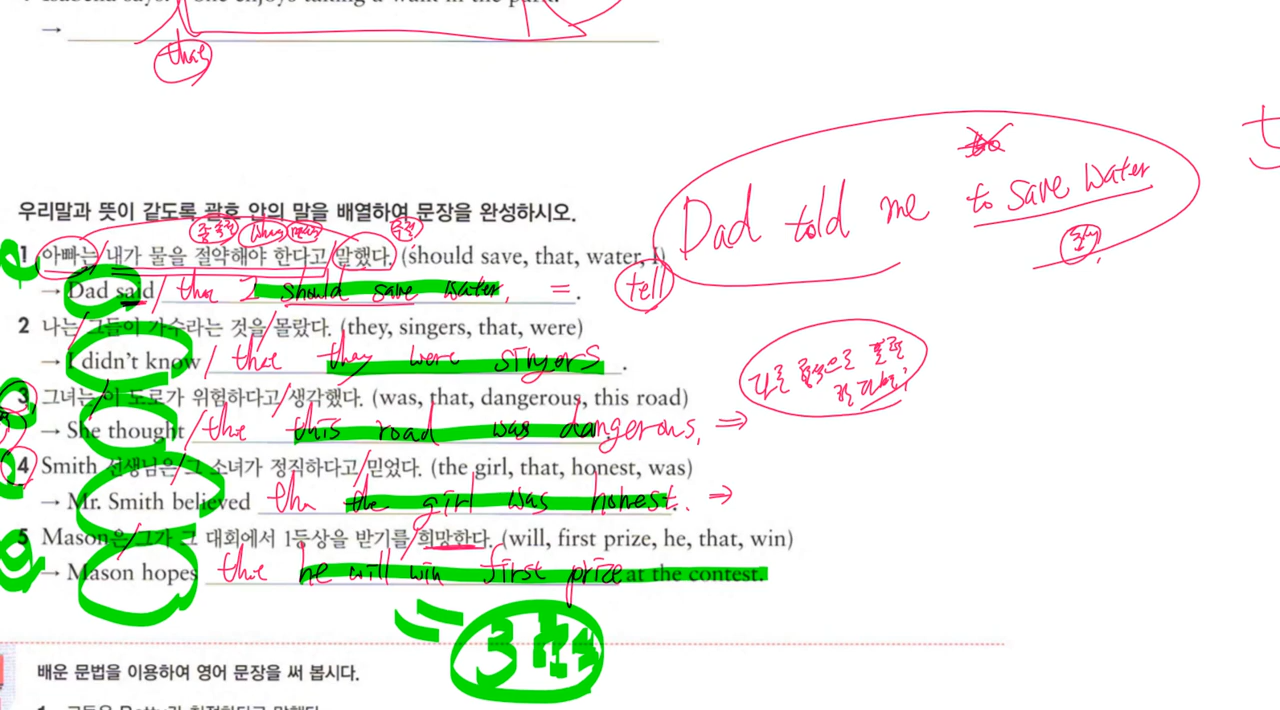 that
우리말과 뜻이 같도록 괄호 안의 말을 배열하여 문장을 완성하시오.
Dad told me to save water
tell
1 아빠는 / 내가 물을 절약해야 한다고 / 말했다. (should save, that, water, I)
→ Dad said / tha I should save water, = .
2 나는 / 그들이 가수라는 것을 / 몰랐다. (they, singers, that, were)
→ I didn't know / that they were singers .
다른 표현으로
3 그녀는 / 이 도로가 위험하다고 / 생각했다. (was, that, dangerous, this road)
→ She thought / tha this road was dangerous. ⇒
4 Smith 선생님은 / 그 소녀가 정직하다고 / 믿었다. (the girl, that, honest, was)
→ Mr. Smith believed tha the girl was honest. ⇒
5 Mason은 / 그가 그 대회에서 1등상을 받기를 / 희망한다. (will, first prize, he, that, win)
→ Mason hopes that he will win first prize at the contest.
배운 문법을 이용하여 영어 문장을 써 봅시다.